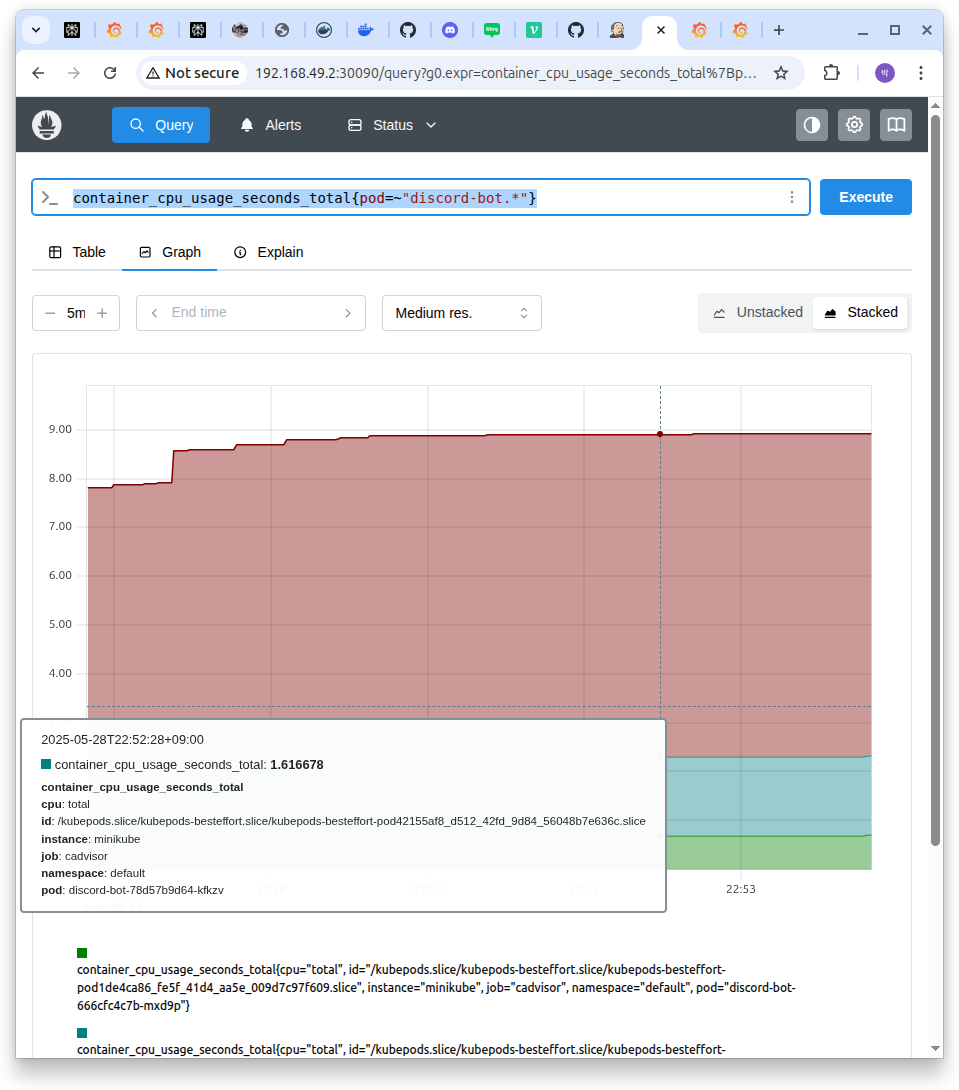 Not secure
192.168.49.2:30090/query?g0.expr=container_cpu_usage_seconds_total%7Bp…
박
Query
Alerts
Status
container_cpu_usage_seconds_total{pod=~"discord-bot.*"}
Execute
Table
Graph
Explain
5m
End time
Medium res.
Unstacked
Stacked
9.00
8.00
7.00
6.00
5.00
4.00
2025-05-28T22:52:28+09:00
container_cpu_usage_seconds_total: 1.616678
container_cpu_usage_seconds_total
cpu: total
id: /kubepods.slice/kubepods-besteffort.slice/kubepods-besteffort-pod42155af8_d512_42fd_9d84_56048b7e636c.slice
instance: minikube
job: cadvisor
namespace: default
pod: discord-bot-78d57b9d64-kfkzv
22:53
container_cpu_usage_seconds_total{cpu="total", id="/kubepods.slice/kubepods-besteffort.slice/kubepods-besteffort-
pod1de4ca86_fe5f_41d4_aa5e_009d7c97f609.slice", instance="minikube", job="cadvisor", namespace="default", pod="discord-bot-
666cfc4c7b-mxd9p"}
container_cpu_usage_seconds_total{cpu="total", id="/kubepods.slice/kubepods-besteffort.slice/kubepods-besteffort-